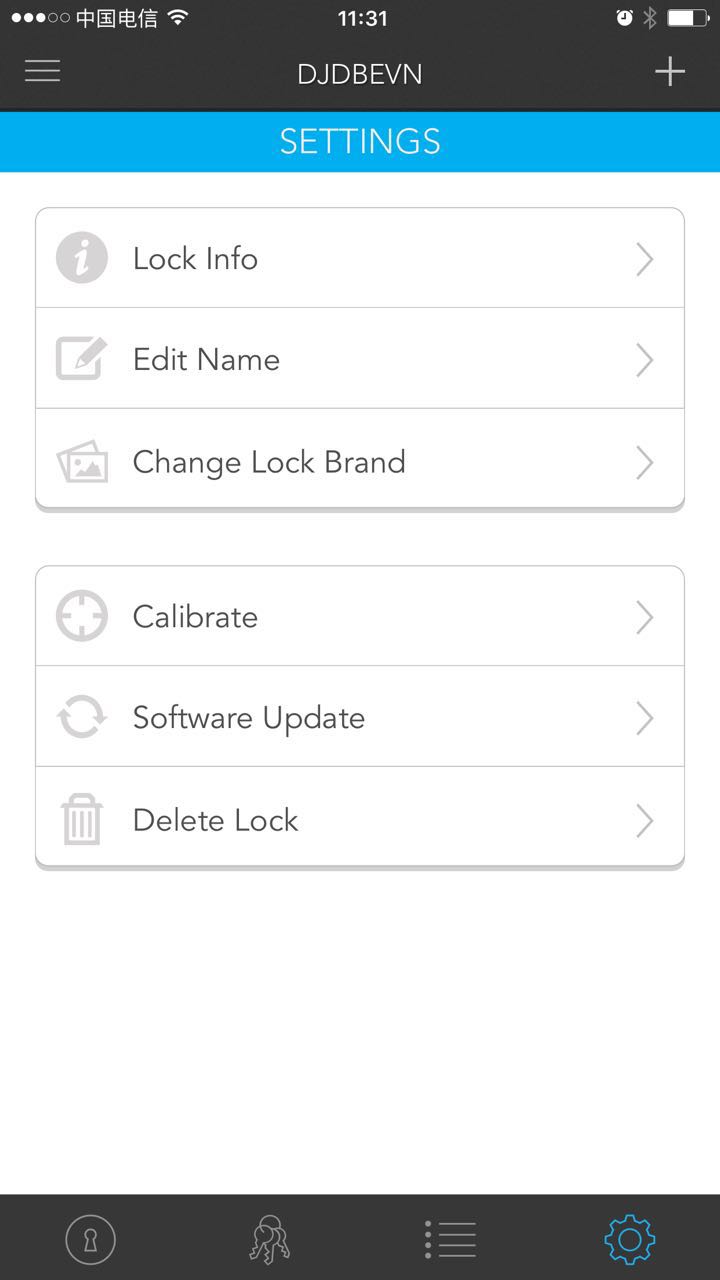 中国电信 11:31
DJDBEVN
SETTINGS
Lock Info
Edit Name
Change Lock Brand
Calibrate
Software Update
Delete Lock